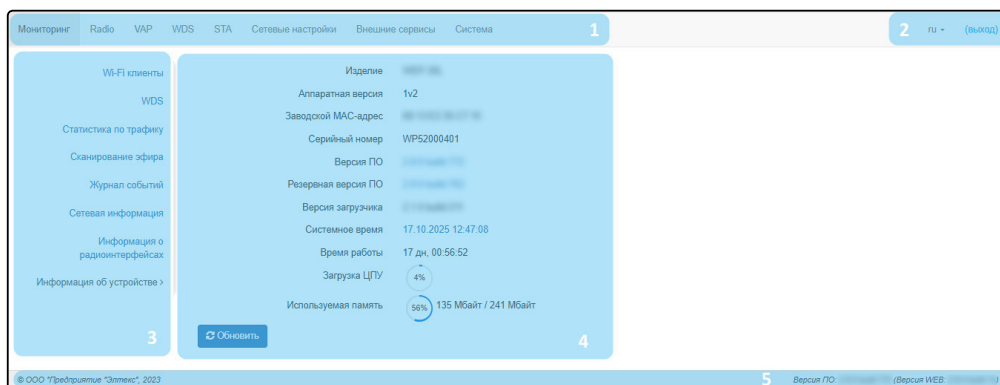 Мониторинг Radio VAP WDS STA Сетевые настройки Внешние сервисы Система 1 2 ru (выход)
Wi-Fi клиенты
WDS
Статистика по трафику
Сканирование эфира
Журнал событий
Сетевая информация
Информация о
радиоинтерфейсах
Информация об устройстве >
3
Изделие
Аппаратная версия 1v2
Заводской MAC-адрес
Серийный номер WP52000401
Версия ПО
Резервная версия ПО
Версия загрузчика
Системное время 17.10.2025 12:47:08
Время работы 17 дн, 00:56:52
Загрузка ЦПУ 4%
Используемая память 56% 135 Мбайт / 241 Мбайт
Обновить
4
© ООО "Предприятие "Элтекс", 2023 5 Версия ПО: (Версия WEB: )